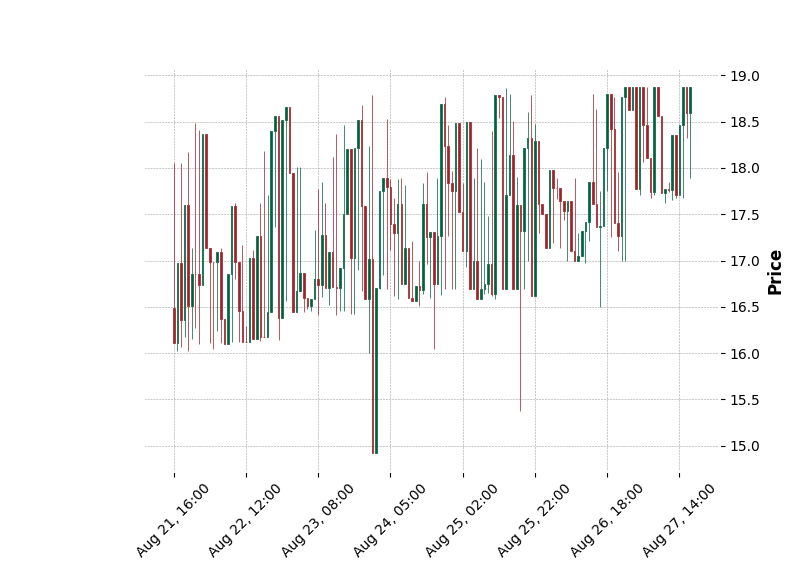 19.0
18.5
18.0
17.5
17.0
16.5
16.0
15.5
15.0
Price
Aug 21, 16:00
Aug 22, 12:00
Aug 23, 08:00
Aug 24, 05:00
Aug 25, 02:00
Aug 25, 22:00
Aug 26, 18:00
Aug 27, 14:00